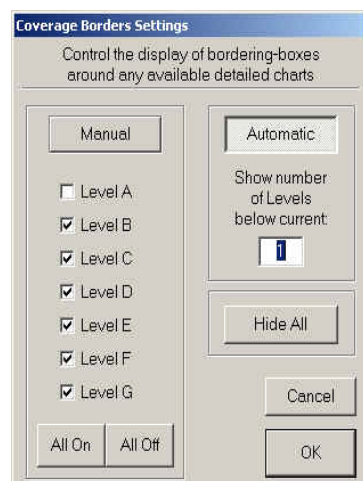 Coverage Borders Settings
Control the display of bordering-boxes
around any available detailed charts
Manual
Level A
Level B
Level C
Level D
Level E
Level F
Level G
All On
All Off
Automatic
Show number
of Levels
below current:
1
Hide All
Cancel
OK